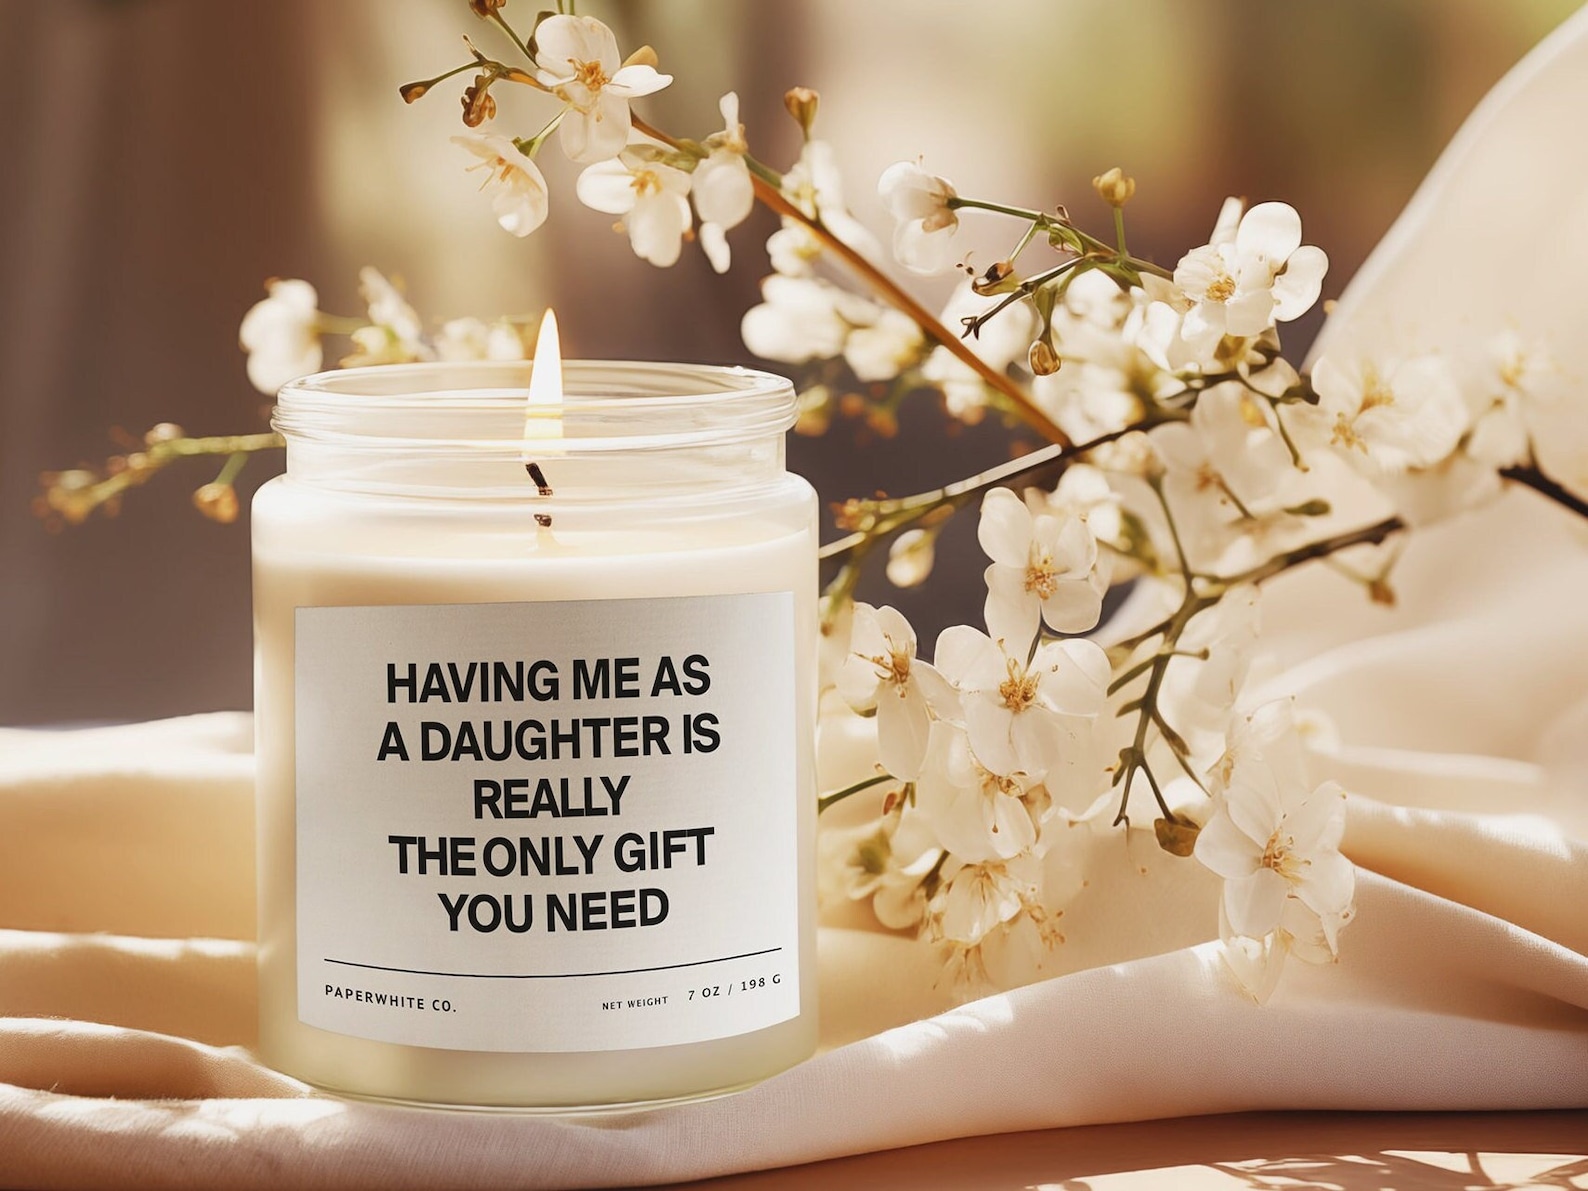 HAVING ME AS
A DAUGHTER IS
REALLY
THE ONLY GIFT
YOU NEED
PAPERWHITE CO.
NET WEIGHT 7 OZ / 198 G